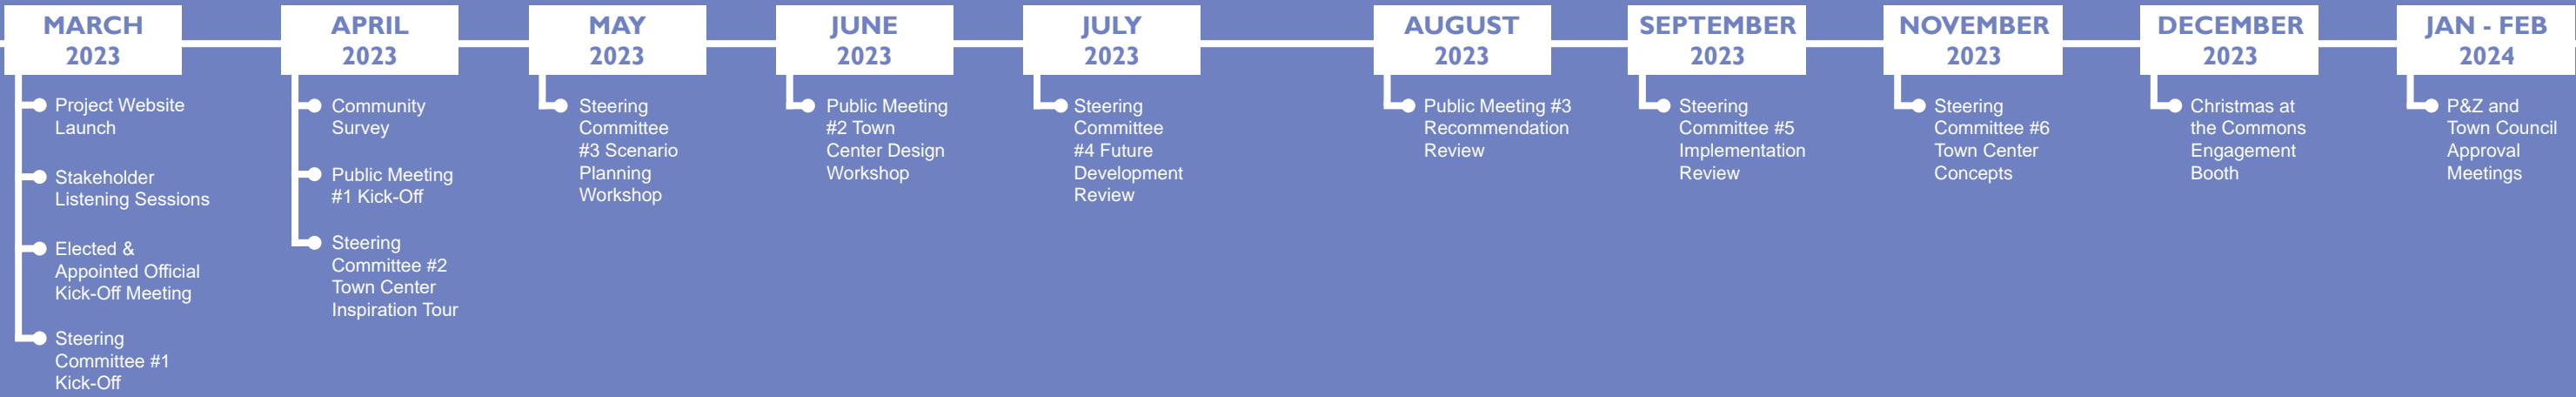 MARCH
2023
Project Website
Launch
Stakeholder
Listening Sessions
Elected &
Appointed Official
Kick-Off Meeting
Steering
Committee #1
Kick-Off
APRIL
2023
Community
Survey
Public Meeting
#1 Kick-Off
Steering
Committee #2
Town Center
Inspiration Tour
MAY
2023
Steering
Committee
#3 Scenario
Planning
Workshop
JUNE
2023
Public Meeting
#2 Town
Center Design
Workshop
JULY
2023
Steering
Committee
#4 Future
Development
Review
AUGUST
2023
Public Meeting #3
Recommendation
Review
SEPTEMBER
2023
Steering
Committee #5
Implementation
Review
NOVEMBER
2023
Steering
Committee #6
Town Center
Concepts
DECEMBER
2023
Christmas at
the Commons
Engagement
Booth
JAN - FEB
2024
P&Z and
Town Council
Approval
Meetings